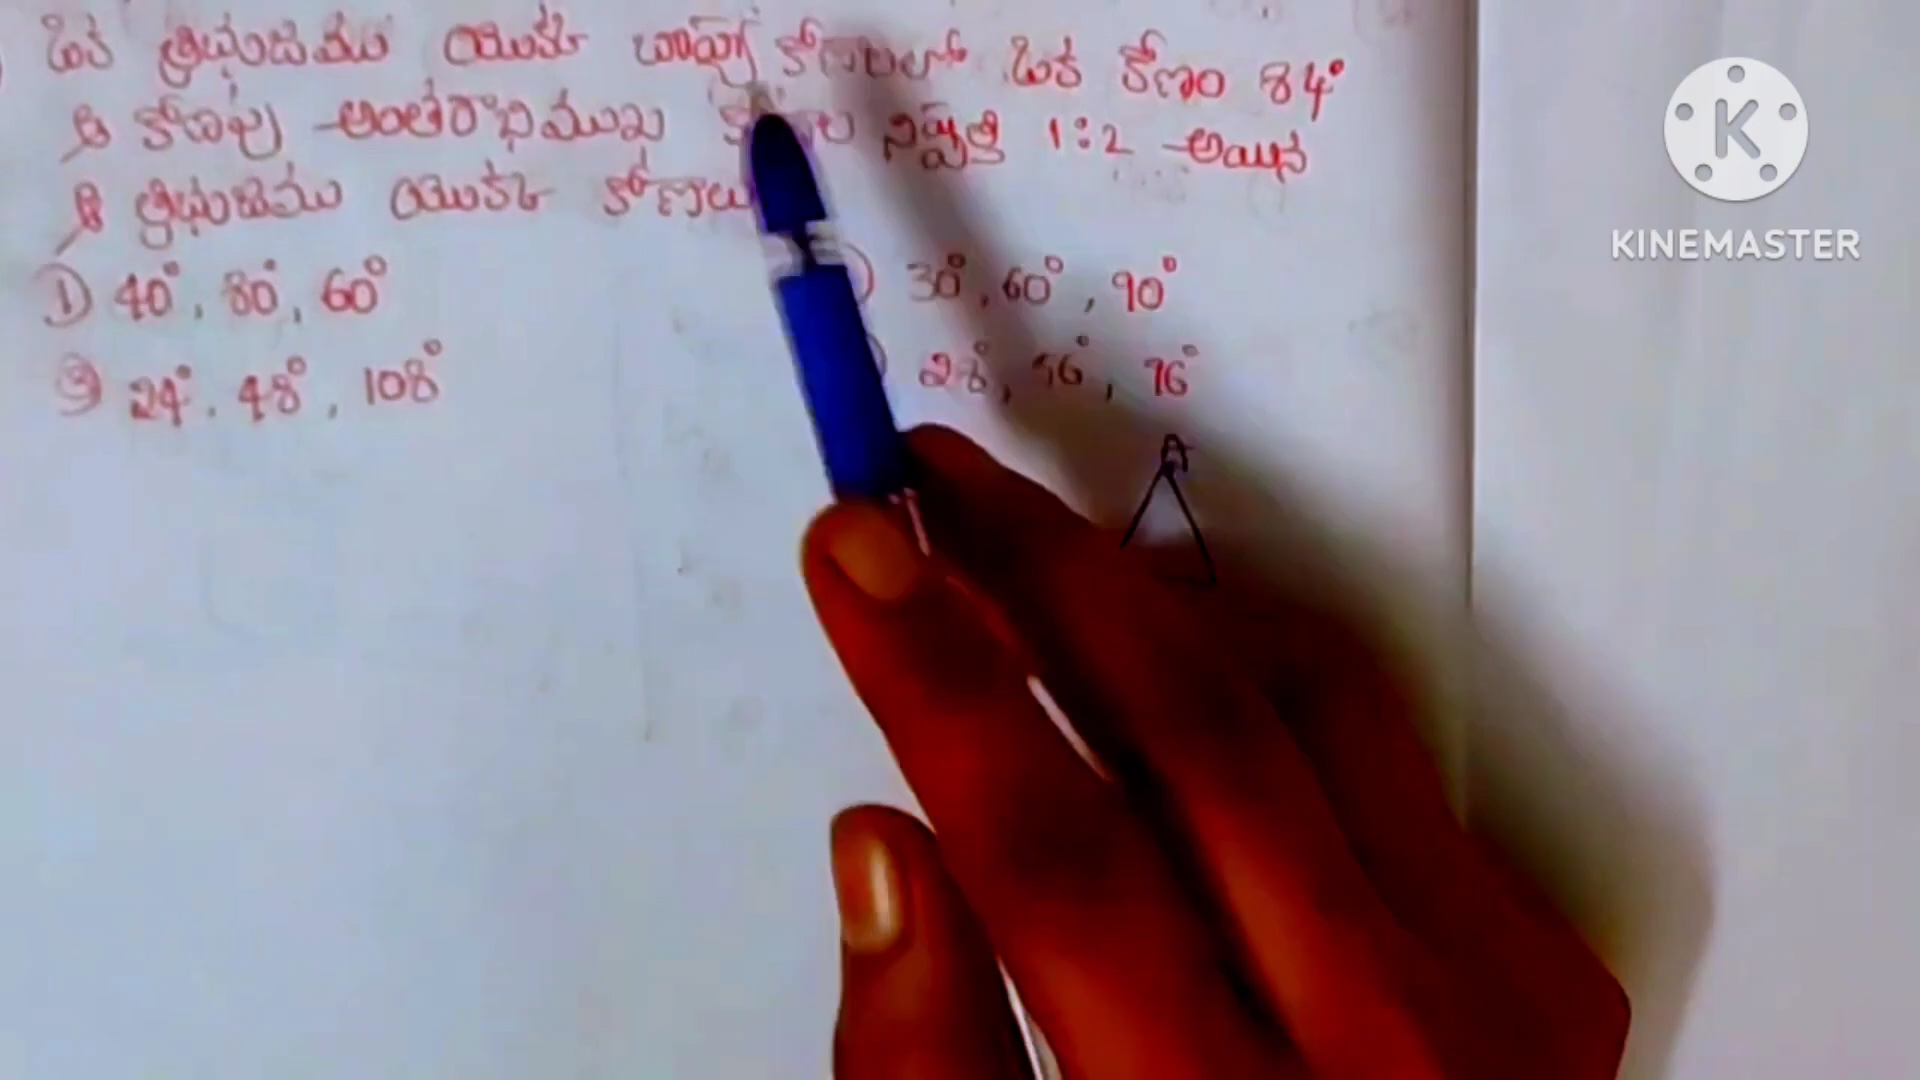 ఒక త్రిభుజము యొక్క బాహ్య కోణాలలో ఒక కోణం 84°
ఆ కోణపు అంతరాభిముఖ నిష్పత్తి 1:2 అయిన
ఆ త్రిభుజము యొక్క కోణాలు
① 40°, 80°, 60°
30°, 60°, 90°
③ 24°, 48°, 108°
28°, 56°, 76°
A
K
KINEMASTER